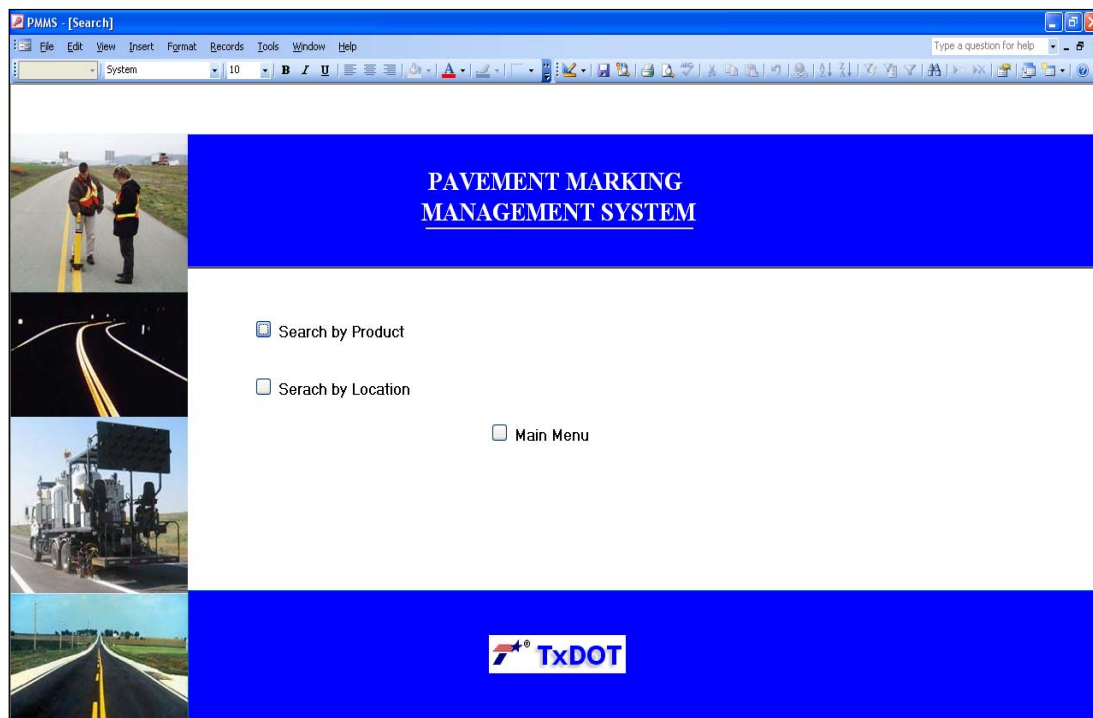 PMMS - [Search]
File Edit View Insert Format Records Tools Window Help Type a question for help
System 10 B I U A
PAVEMENT MARKING
MANAGEMENT SYSTEM
Search by Product
Serach by Location
Main Menu
® TxDOT